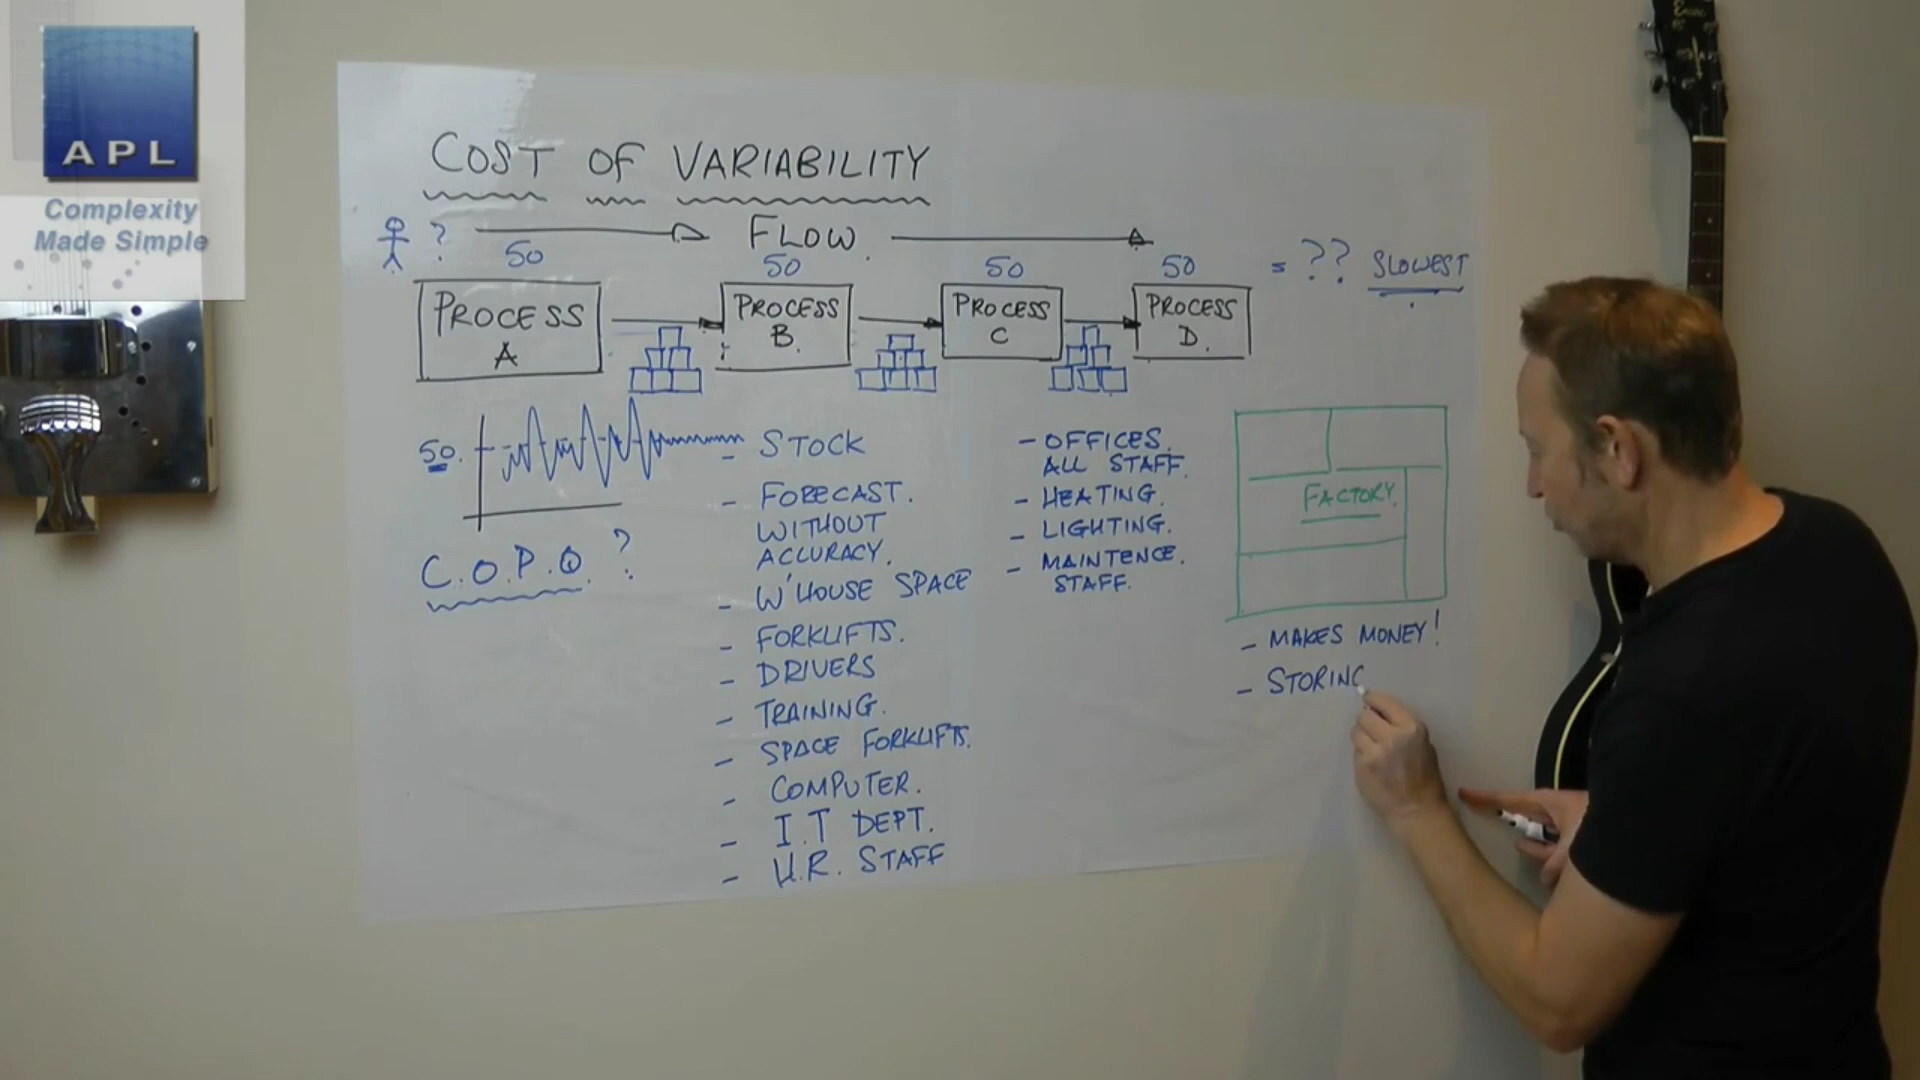 APL
Complexity
Made Simple
COST OF VARIABILITY
? FLOW.
50 50 50 50 = ?? SLOWEST
PROCESS
A
PROCESS
B.
PROCESS
C
PROCESS
D.
50.
C.O.P.Q. ?
- STOCK
- FORECAST.
WITHOUT
ACCURACY.
- W'HOUSE SPACE
- FORKLIFTS.
- DRIVERS
- TRAINING.
- SPACE FORKLIFTS.
- COMPUTER.
- I.T DEPT.
- H.R. STAFF
- OFFICES.
ALL STAFF.
- HEATING.
- LIGHTING.
- MAINTENCE.
STAFF.
FACTORY.
- MAKES MONEY!
- STORING